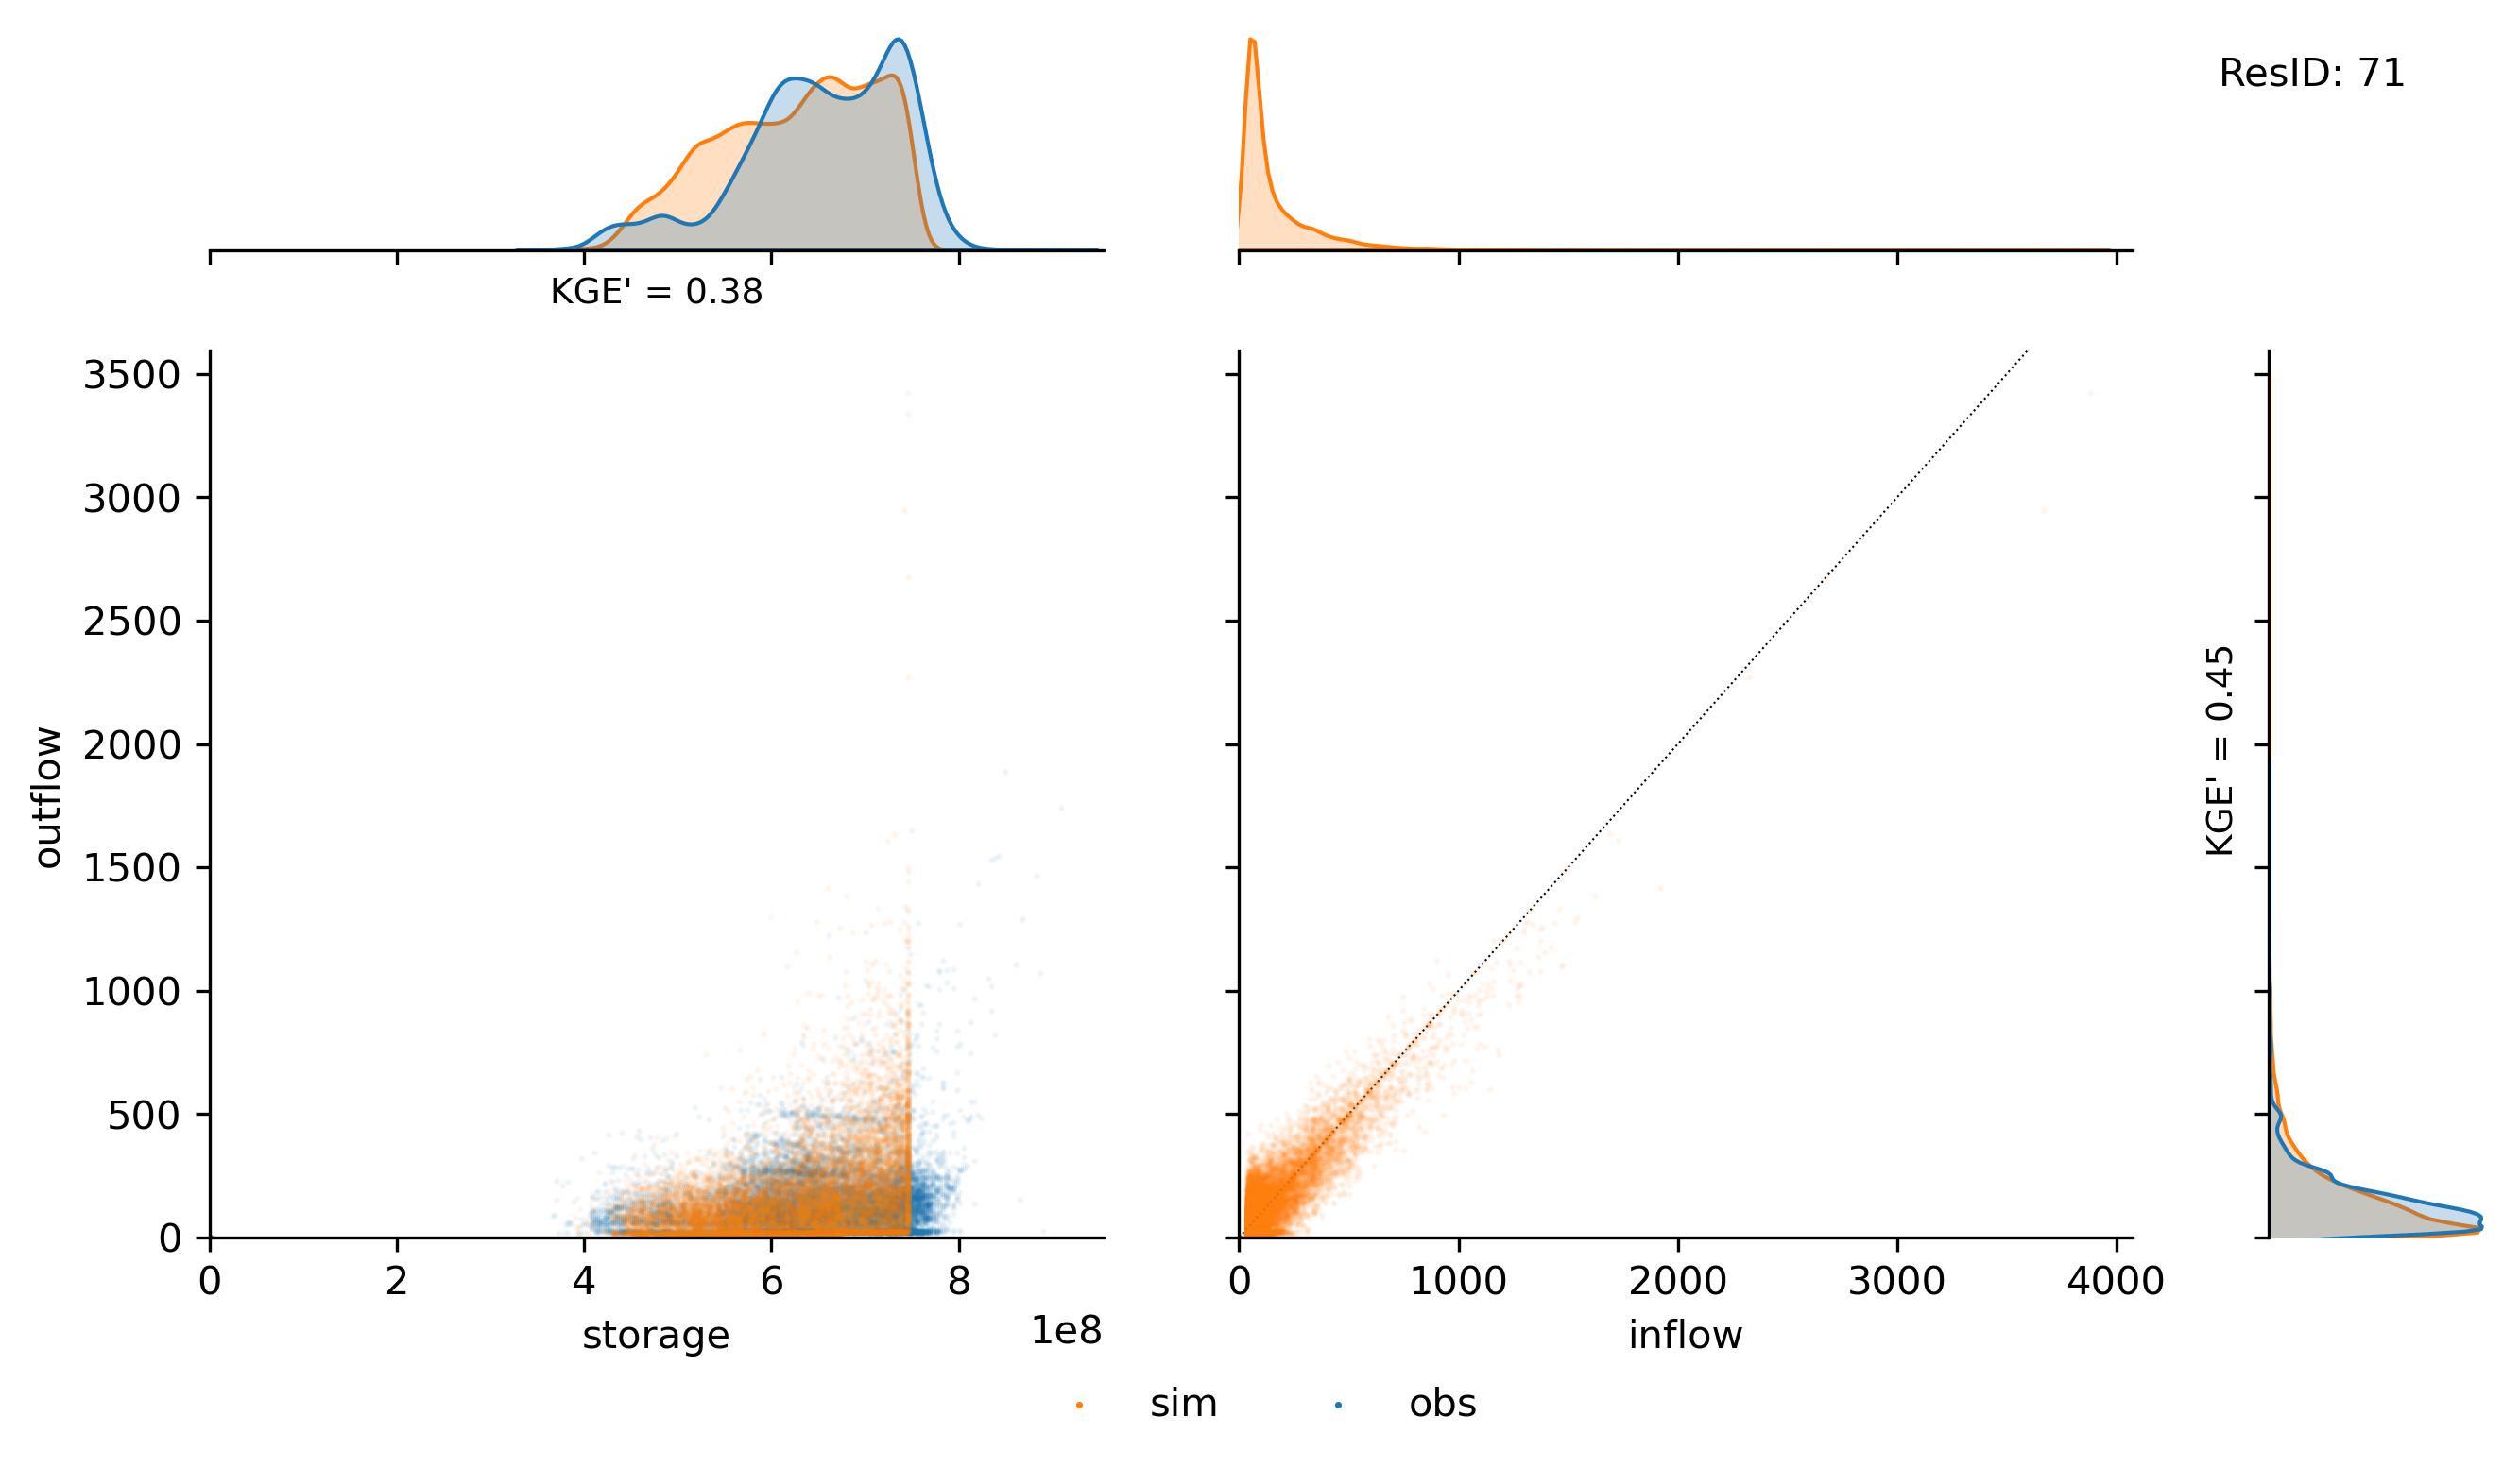 ResID: 71
KGE' = 0.38
3500
3000
2500
2000
1500
1000
500
0
outflow
KGE' = 0.45
0 2 4 6 8
0 1000 2000 3000 4000
storage
1e8
inflow
sim obs